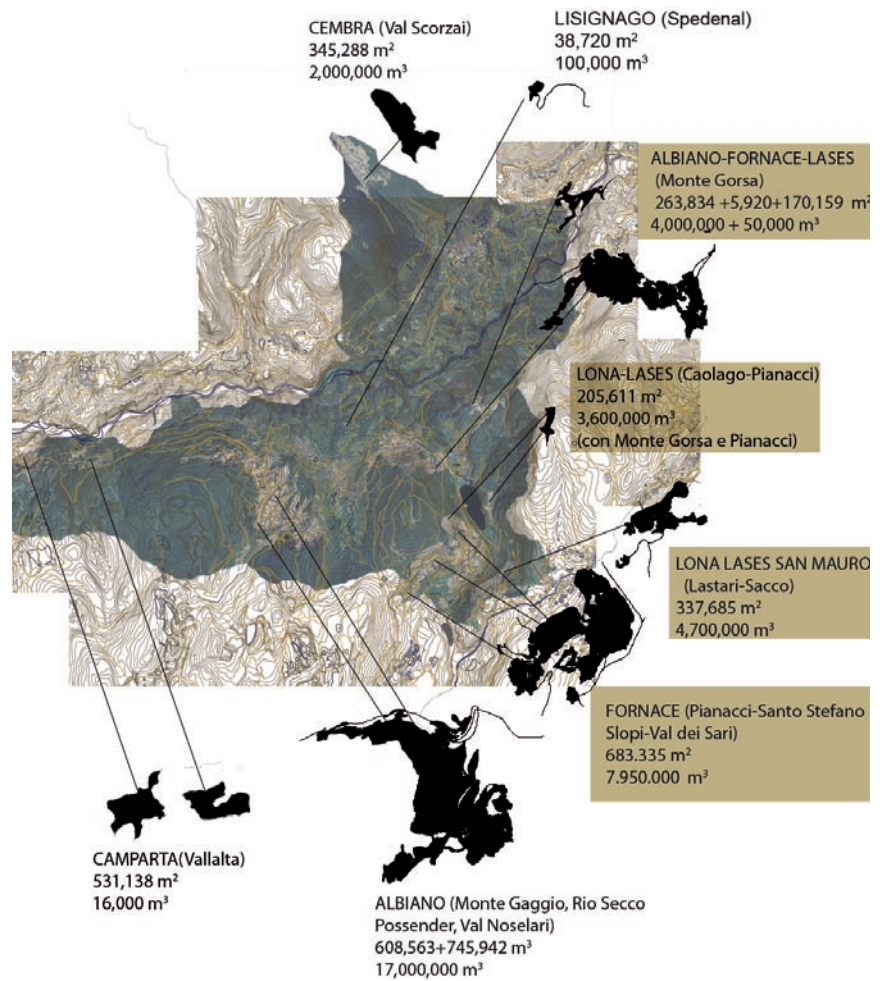 CEMBRA (Val Scorzai)
345,288 m²
2,000,000 m³
LISIGNAGO (Spedenal)
38,720 m²
100,000 m³
ALBIANO-FORNACE-LASES
(Monte Gorsa)
263,834 +5,920+170,159 m²
4,000,000 + 50,000 m³
LONA-LASES (Caolago-Pianacci)
205,611 m²
3,600,000 m³
(con Monte Gorsa e Pianacci)
LONA LASES SAN MAURO
(Lastari-Sacco)
337,685 m²
4,700,000 m³
FORNACE (Pianacci-Santo Stefano
Slopi-Val dei Sari)
683.335 m²
7.950.000 m³
CAMPARTA(Vallalta)
531,138 m²
16,000 m³
ALBIANO (Monte Gaggio, Rio Secco
Possender, Val Noselari)
608,563+745,942 m³
17,000,000 m³